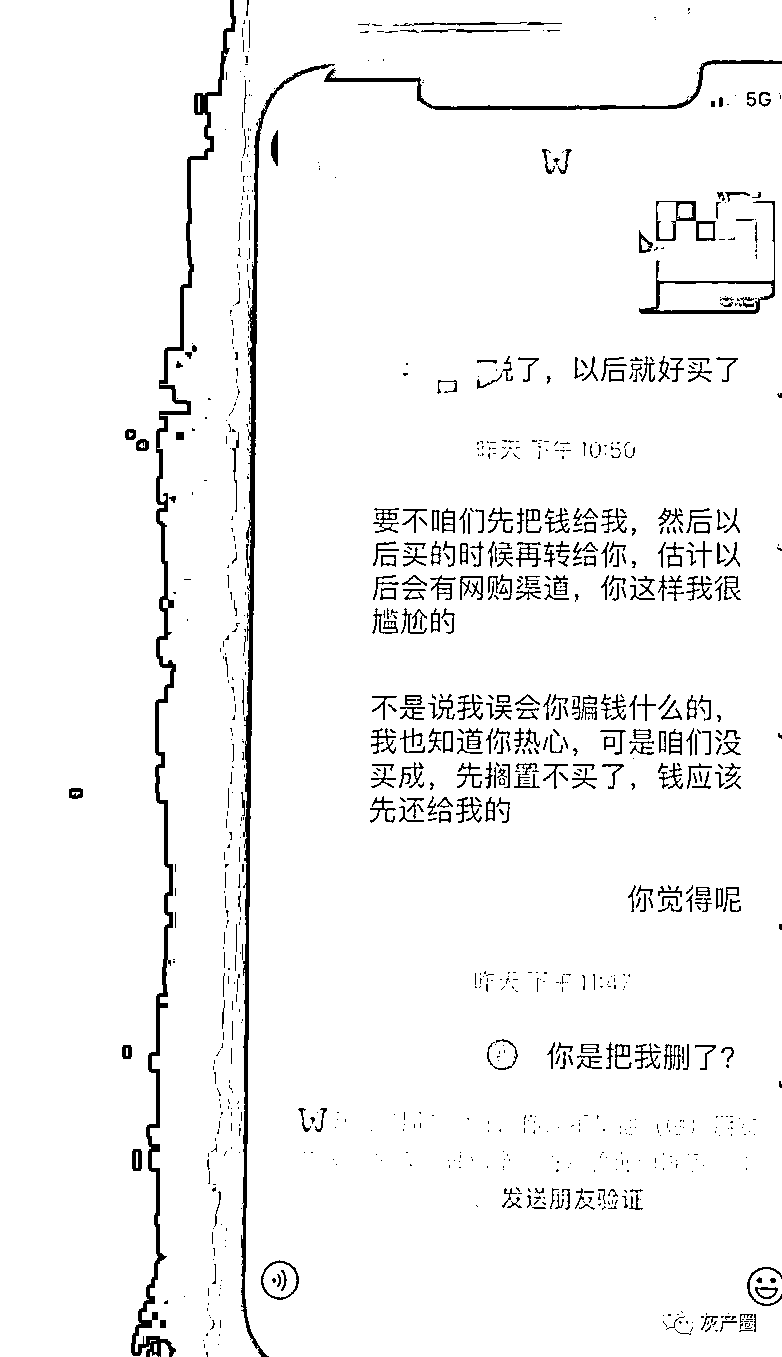 5G
W
说了，以后就好买了
昨天 下午 10:50
要不咱们先把钱给我，然后以
后买的时候再转给你，估计以
后会有网购渠道，你这样我很
尴尬的
不是说我误会你骗钱什么的，
我也知道你热心，可是咱们没
买成，先搁置不买了，钱应该
先还给我的
你觉得呢
昨天 下午 11:47
你是把我删了？
W
发送朋友验证
灰产圈